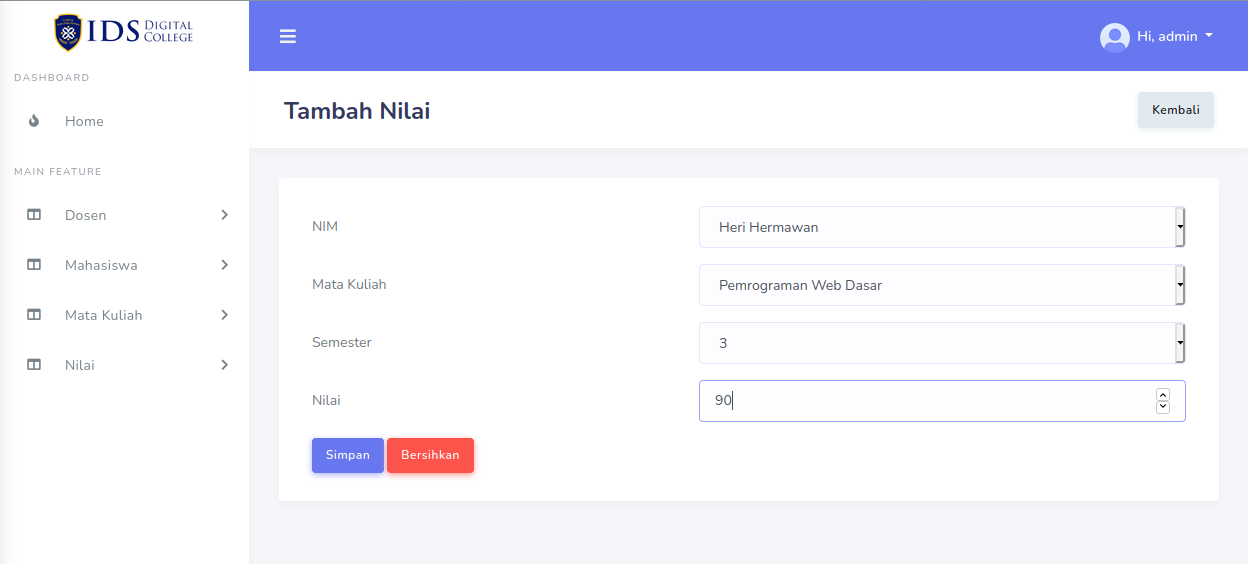 IDS DIGITAL COLLEGE
DASHBOARD
Home
MAIN FEATURE
Dosen
Mahasiswa
Mata Kuliah
Nilai
Hi, admin
Tambah Nilai
Kembali
NIM
Heri Hermawan
Mata Kuliah
Pemrograman Web Dasar
Semester
3
Nilai
90
Simpan
Bersihkan